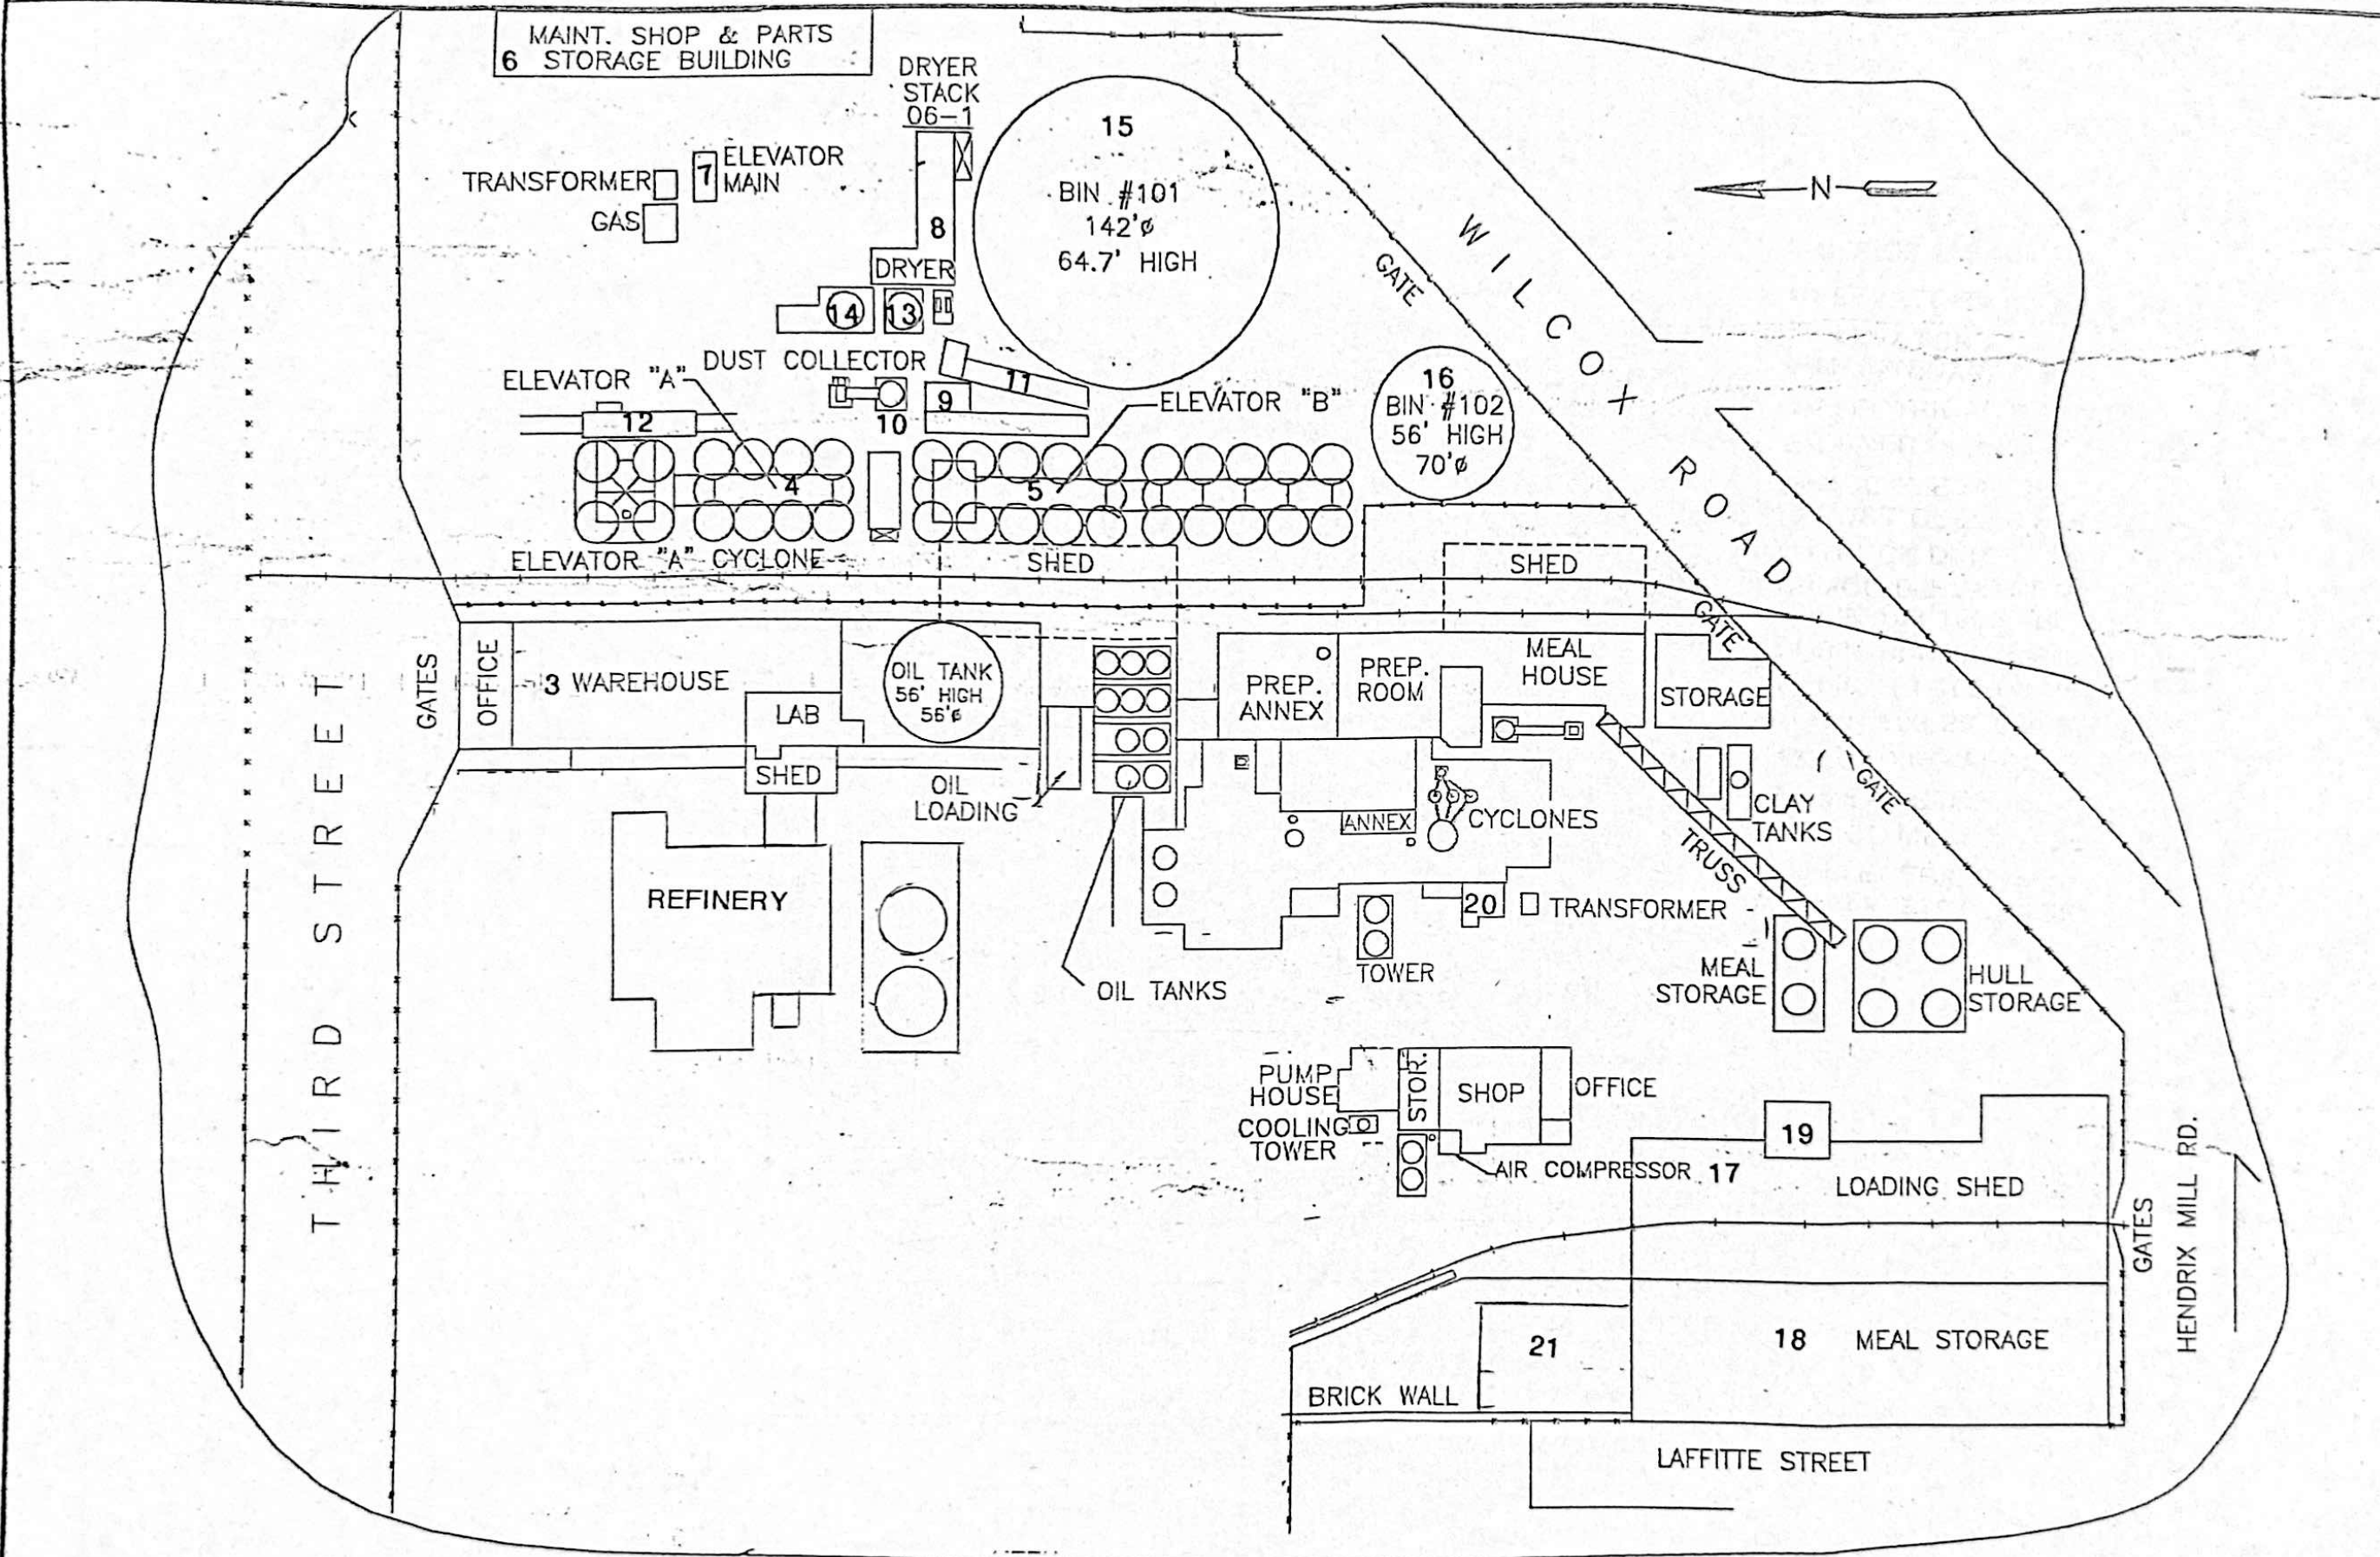 MAINT. SHOP & PARTS
6 STORAGE BUILDING
DRYER
STACK
06-1
15
BIN #101
142'ø
64.7' HIGH
N
TRANSFORMER
7
ELEVATOR
MAIN
GAS
8
DRYER
14
13
GATE
WILCOX ROAD
DUST COLLECTOR
ELEVATOR "A"
11
9
10
12
ELEVATOR "B"
16
BIN #102
56' HIGH
70'ø
4
5
ELEVATOR "A" CYCLONE
SHED
SHED
GATE
THIRD STREET
GATES
OFFICE
3 WAREHOUSE
LAB
OIL TANK
56' HIGH
56'ø
PREP.
ANNEX
PREP.
ROOM
MEAL
HOUSE
STORAGE
SHED
OIL
LOADING
ANNEX
CYCLONES
CLAY
TANKS
GATE
TRUSS
REFINERY
20
TRANSFORMER
TOWER
OIL TANKS
MEAL
STORAGE
HULL
STORAGE
PUMP
HOUSE
STOR.
SHOP
OFFICE
COOLING
TOWER
AIR COMPRESSOR
17
19
LOADING SHED
GATES
HENDRIX MILL RD.
21
18 MEAL STORAGE
BRICK WALL
LAFFITTE STREET